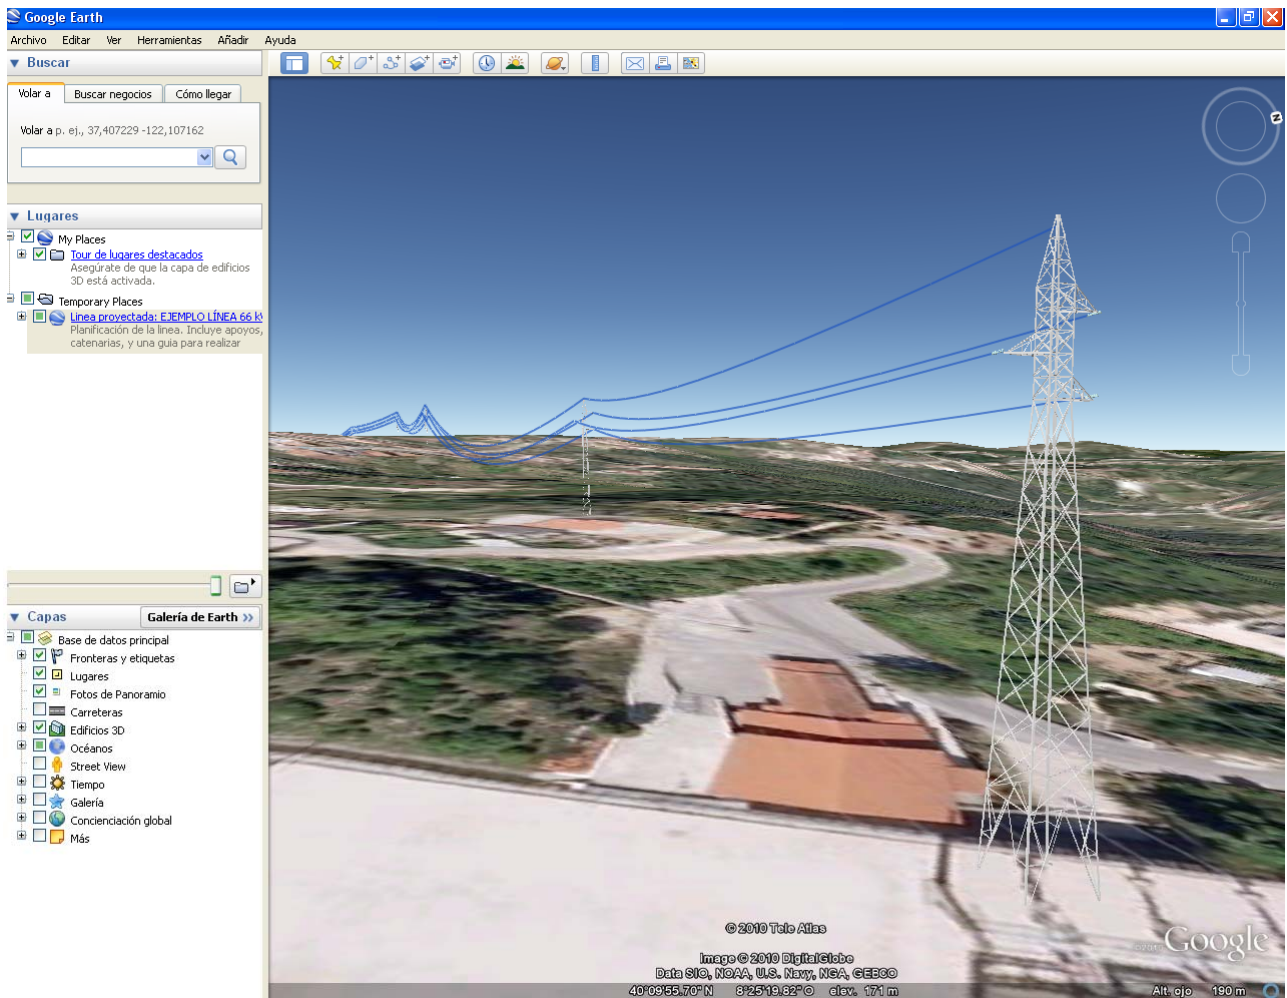 Google Earth
Archivo Editar Ver Herramientas Añadir Ayuda
Buscar
Volar a Buscar negocios Cómo llegar
Volar a p. ej., 37,407229 -122,107162
Lugares
My Places
Tour de lugares destacados
Asegúrate de que la capa de edificios
3D está activada.
Temporary Places
Linea proyectada: EJEMPLO LÍNEA 66 k
Planificación de la linea. Incluye apoyos,
catenarias, y una guia para realizar
Capas Galería de Earth >>
Base de datos principal
Fronteras y etiquetas
Lugares
Fotos de Panoramio
Carreteras
Edificios 3D
Océanos
Street View
Tiempo
Galería
Concienciación global
Más
N
© 2010 Tele Atlas
Image © 2010 DigitalGlobe
Data SIO, NOAA, U.S. Navy, NGA, GEBCO
Google
40°09'55.70" N 8°25'19.82" O elev. 171 m
Alt. ojo 190 m